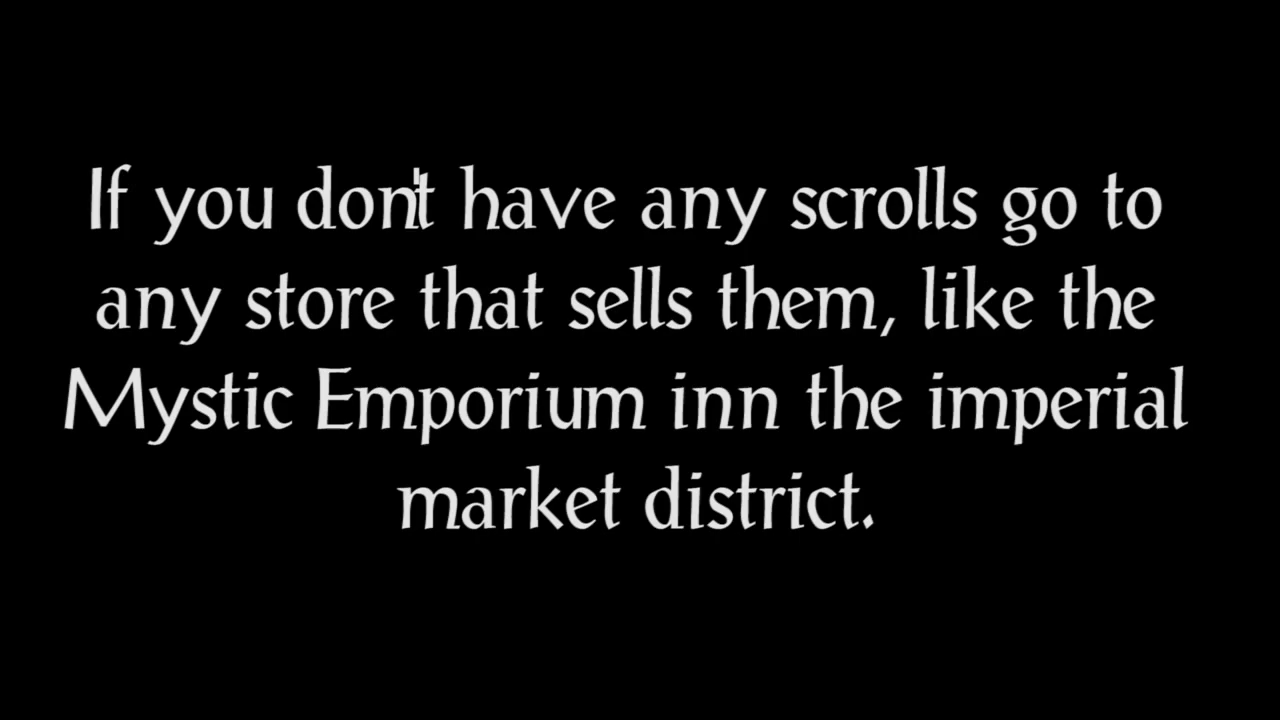 If you don't have any scrolls go to
any store that sells them, like the
Mystic Emporium inn the imperial
market district.